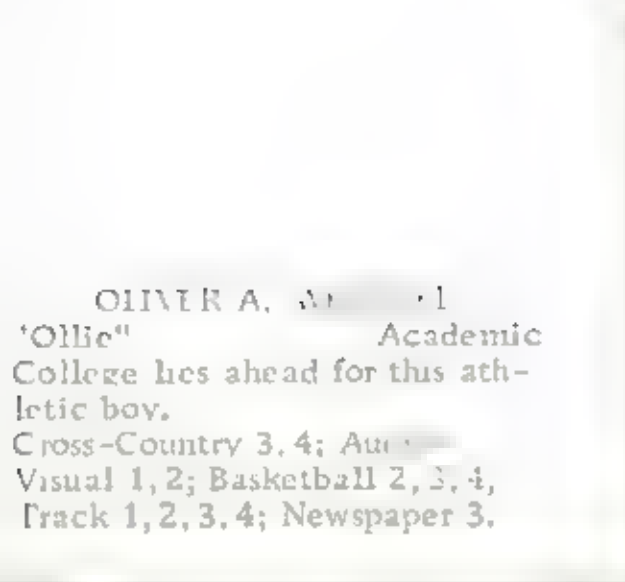 OLIVER A.
"Ollie" Academic
College lies ahead for this ath-
letic boy.
Cross-Country 3, 4;
Visual 1, 2; Basketball 2, 3, 4,
Track 1, 2, 3, 4; Newspaper 3.